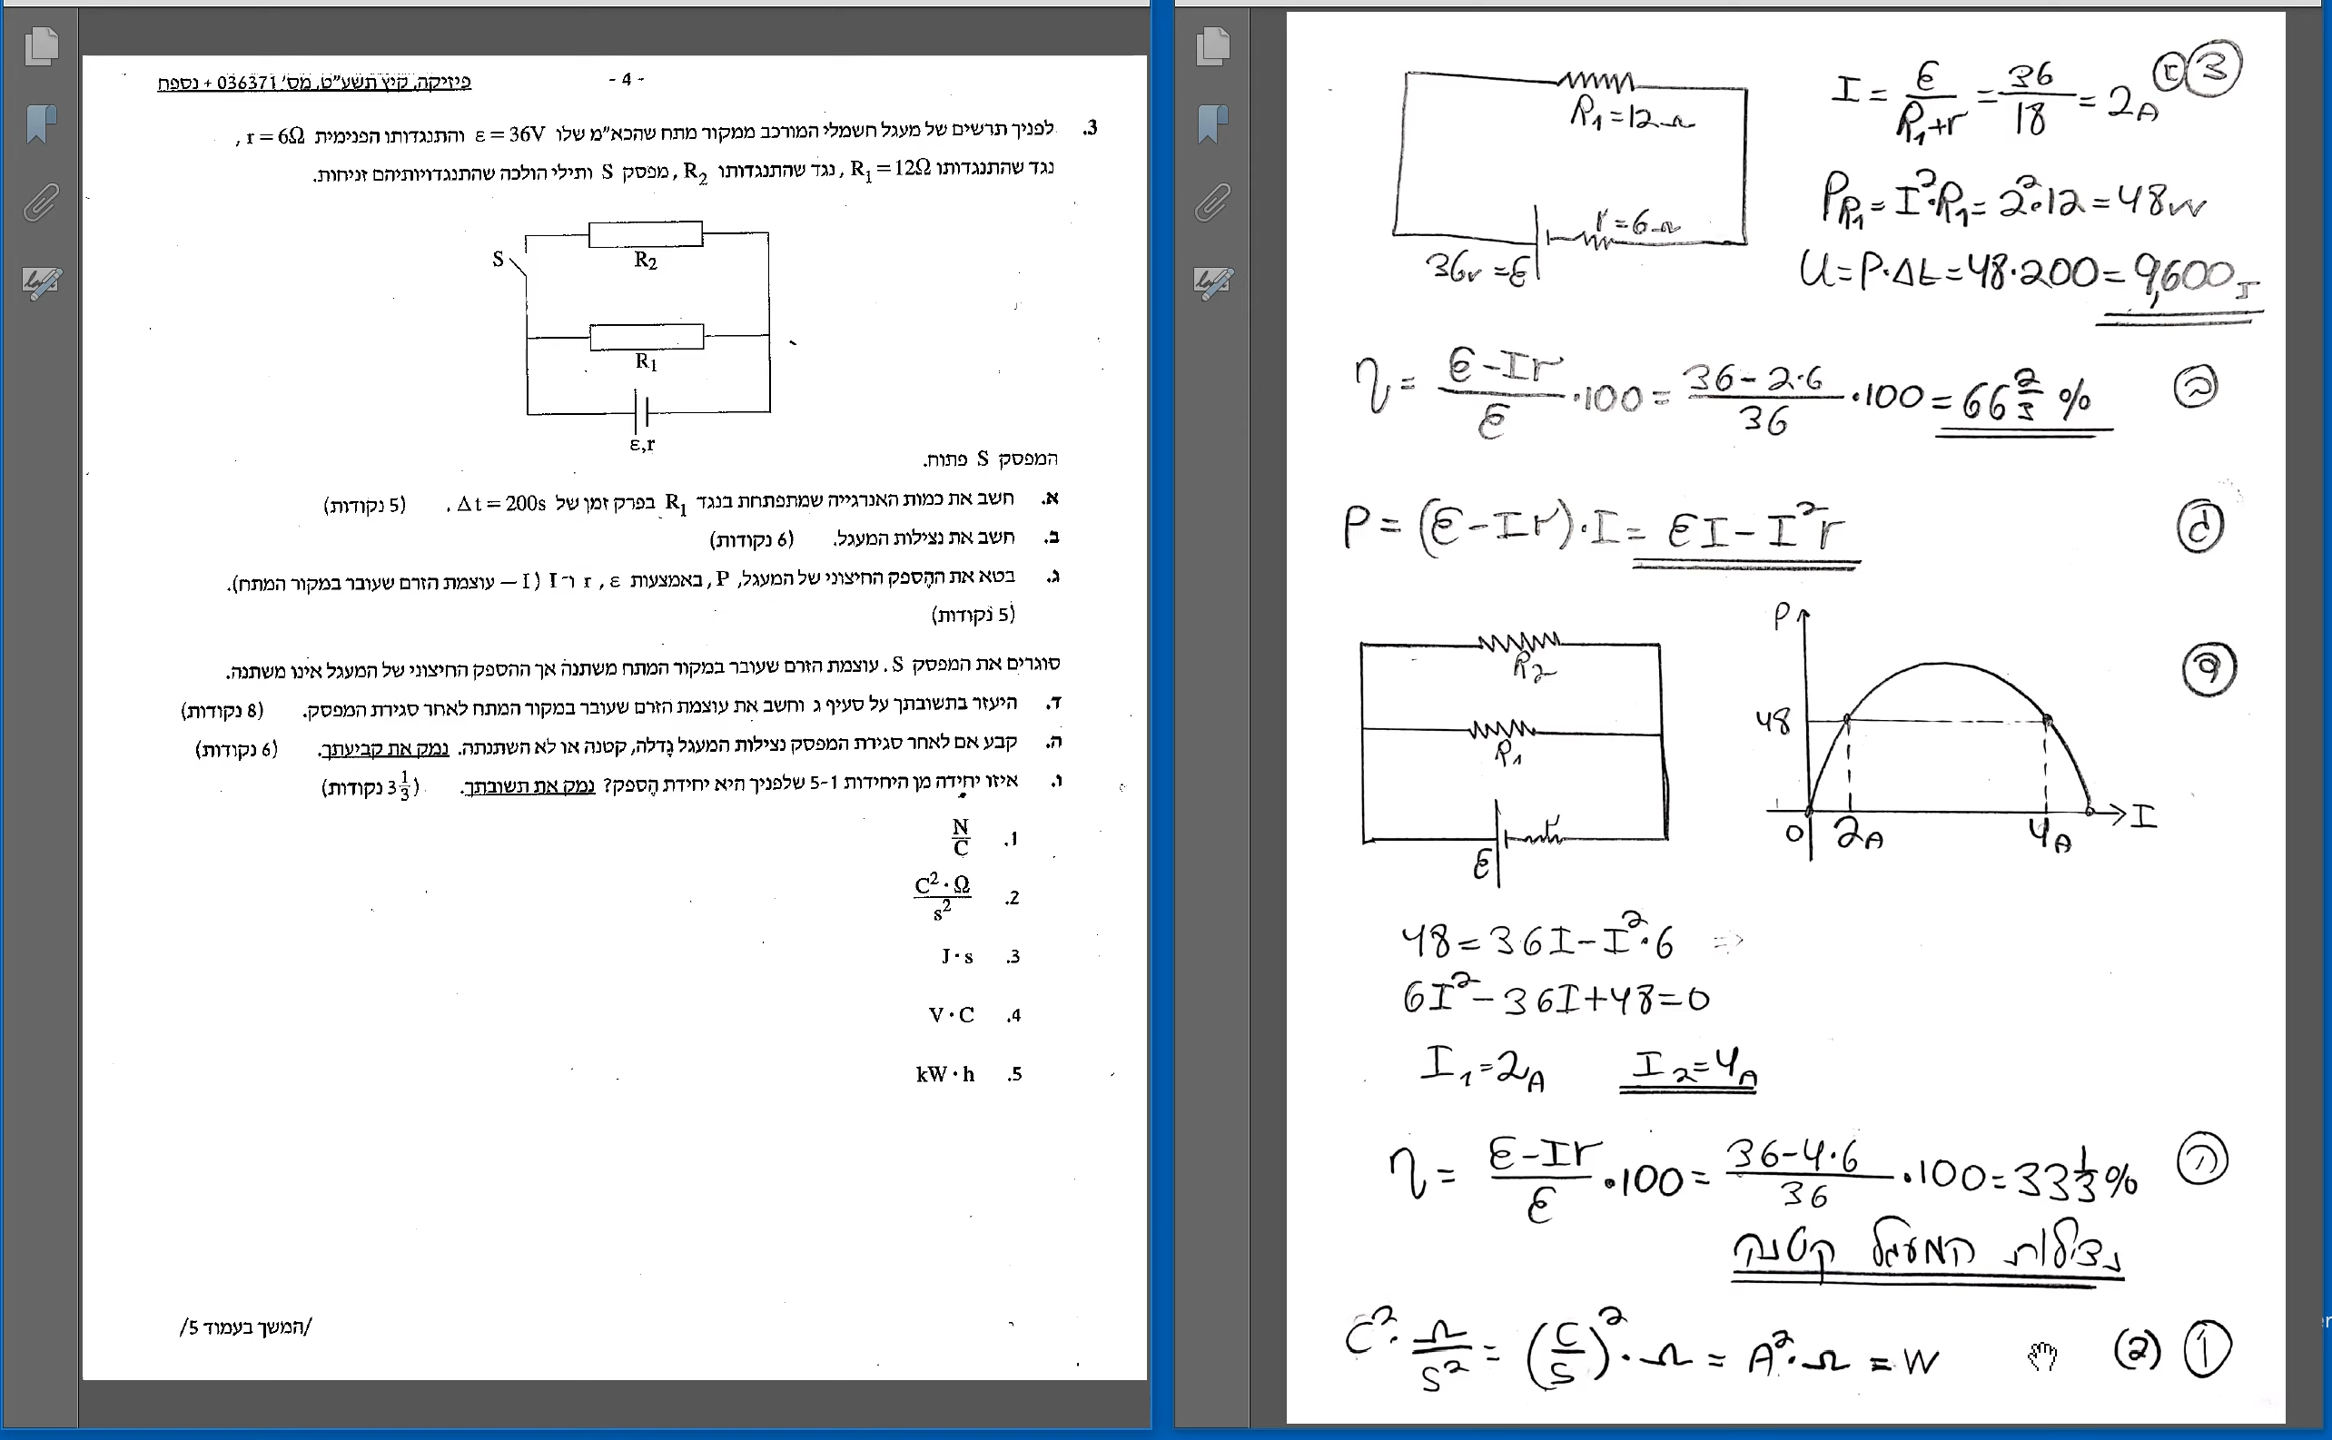 פיזיקה, קיץ תשע"ט, מס' 036371 + נספח
- 4 -
3. לפניך תרשים של מעגל חשמלי המורכב ממקור מתח שהכא"מ שלו ε = 36V והתנגדותו הפנימית r = 6Ω ,
נגד שהתנגדותו R₁ = 12Ω , נגד שהתנגדותו R₂ , מפסק S ותילי הולכה שהתנגדויותיהם זניחות.
S
R₂
R₁
ε,r
המפסק S פתוח.
א. חשב את כמות האנרגייה שמתפתחת בנגד R₁ בפרק זמן של Δt = 200s . (5 נקודות)
ב. חשב את נצילות המעגל. (6 נקודות)
ג. בטא את ההֶספק החיצוני של המעגל, P , באמצעות ε , r ו־ I (I – עוצמת הזרם שעובר במקור המתח).
(5 נקודות)
סוגרים את המפסק S . עוצמת הזרם שעובר במקור המתח משתנה אך ההספק החיצוני של המעגל אינו משתנה.
ד. היעזר בתשובתך על סעיף ג וחשב את עוצמת הזרם שעובר במקור המתח לאחר סגירת המפסק. (8 נקודות)
ה. קבע אם לאחר סגירת המפסק נצילות המעגל גָדלה, קטנה או לא השתנתה. נמק את קביעתך. (6 נקודות)
ו. איזו יחידה מן היחידות 5-1 שלפניך היא יחידת הֶספק? נמק את תשובתך. (3 1/3 נקודות)
1. N/C
2. C² · Ω / s²
3. J · s
4. V · C
5. kW · h
/המשך בעמוד 5/
3 א
I = ε/(R₁+r) = 36/18 = 2A
R₁=12Ω
P_R₁ = I²·R₁ = 2²·12 = 48W
r=6Ω
36v=ε
U=P·Δt=48·200=9,600J
ב η = (ε-Ir)/ε ·100 = (36-2·6)/36 ·100 = 66 2/3 %
ג P = (ε-Ir)·I = εI - I²r
ד
R₂
R₁
ε r
P
48
0 2A 4A I
48=36I-I²·6 =>
6I²-36I+48=0
I₁=2A I₂=4A
ה η = (ε-Ir)/ε ·100 = (36-4·6)/36 ·100 = 33 1/3 %
נצילות המעגל קטנה
ו (2) C²·Ω/s² = (C/s)²·Ω = A²·Ω = W